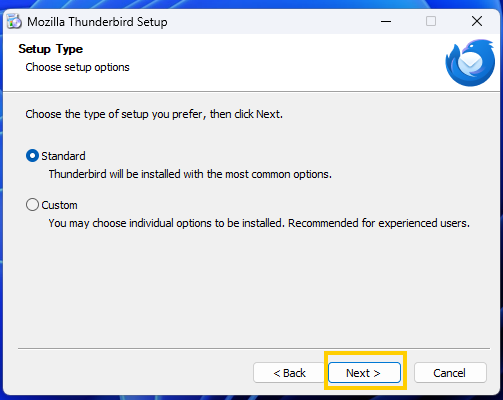 Mozilla Thunderbird Setup
Setup Type
Choose setup options
Choose the type of setup you prefer, then click Next.
Standard
Thunderbird will be installed with the most common options.
Custom
You may choose individual options to be installed. Recommended for experienced users.
< Back
Next >
Cancel